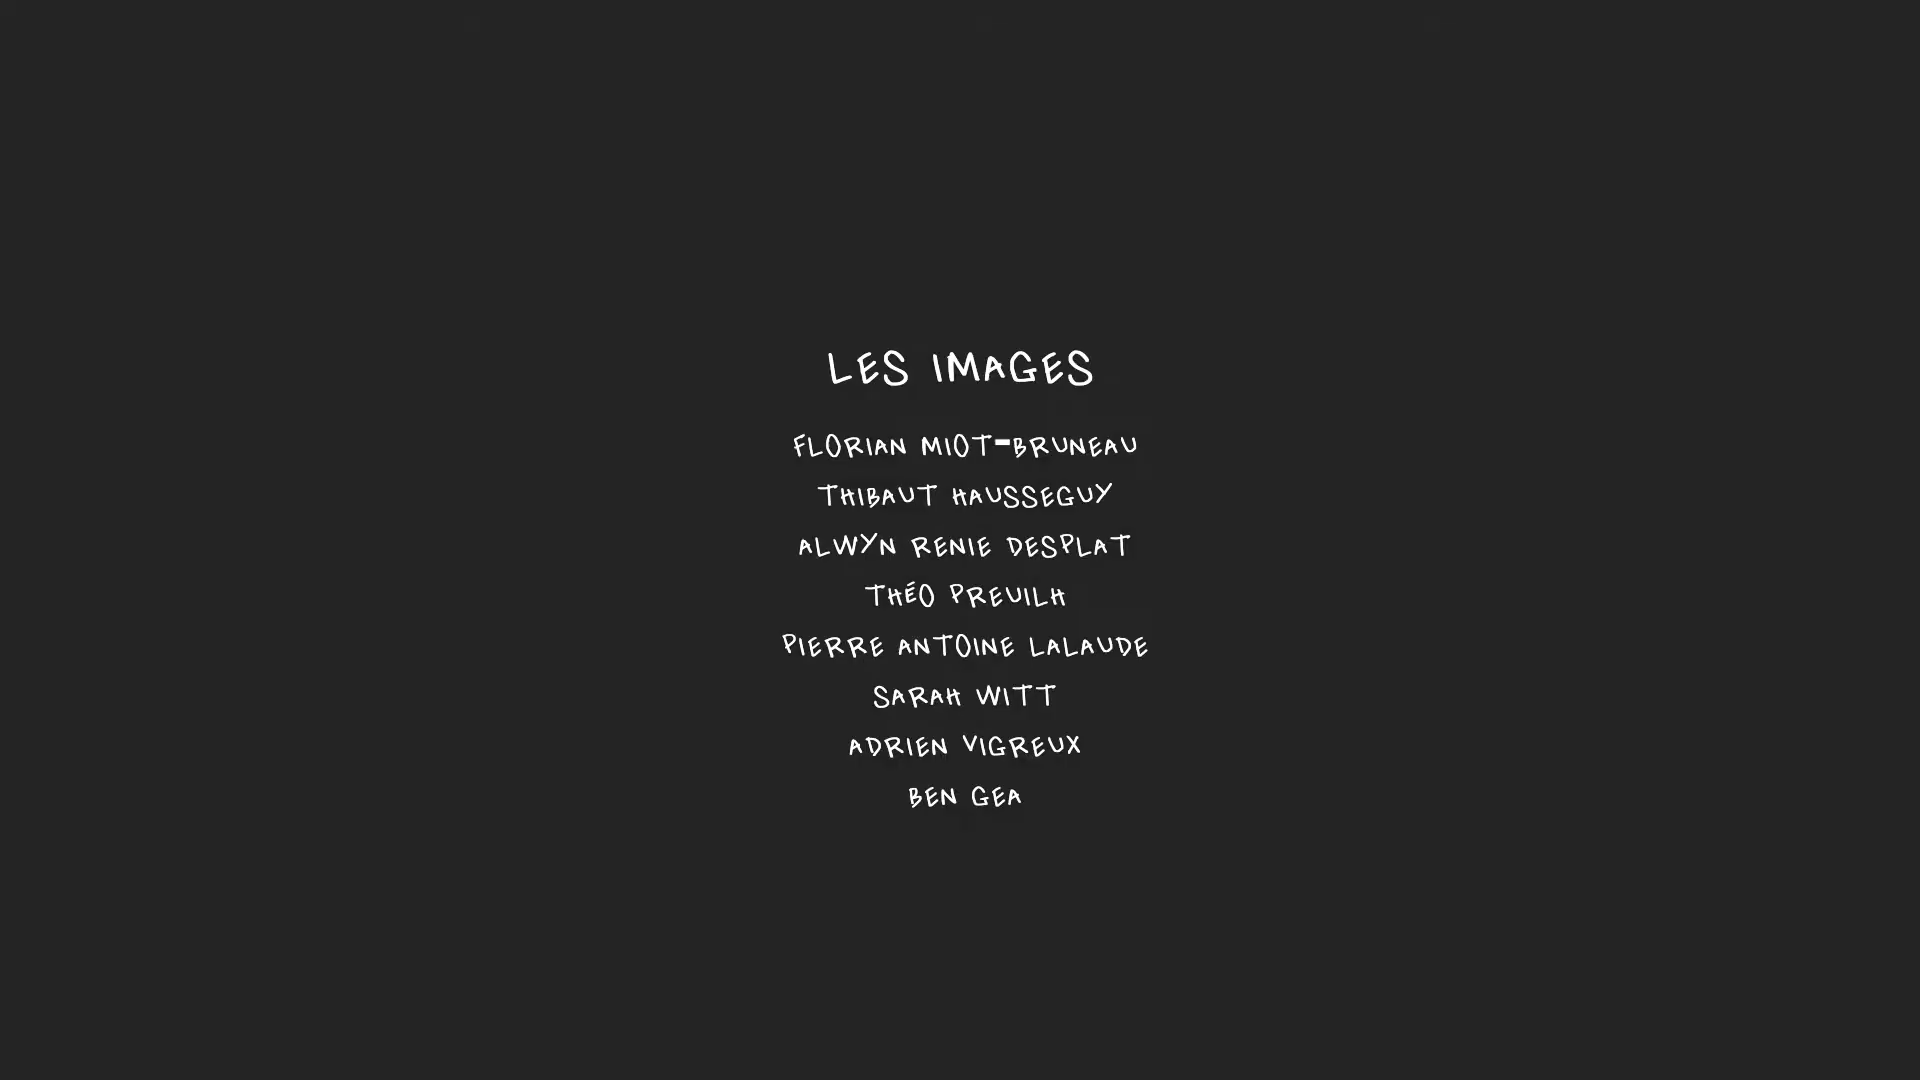 LES IMAGES
FLORIAN MIOT-BRUNEAU
THIBAUT HAUSSEGUY
ALWYN RENIE DESPLAT
THÉO PREUILH
PIERRE ANTOINE LALAUDE
SARAH WITT
ADRIEN VIGREUX
BEN GEA